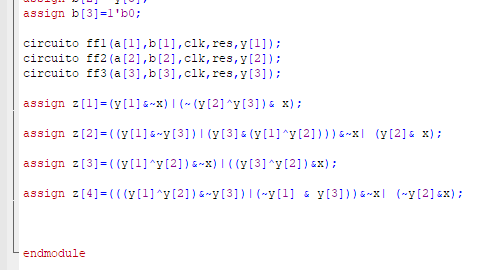 assign b[3]=1'b0;
circuito ff1(a[1],b[1],clk,res,y[1]);
circuito ff2(a[2],b[2],clk,res,y[2]);
circuito ff3(a[3],b[3],clk,res,y[3]);
assign z[1]=(y[1]&~x)|(~(y[2]^y[3])& x);
assign z[2]=((y[1]&~y[3])|(y[3]&(y[1]^y[2])))&~x| (y[2]& x);
assign z[3]=((y[1]^y[2])&~x)|((y[3]^y[2])&x);
assign z[4]=(((y[1]^y[2])&~y[3])|(~y[1] & y[3]))&~x| (~y[2]&x);
endmodule